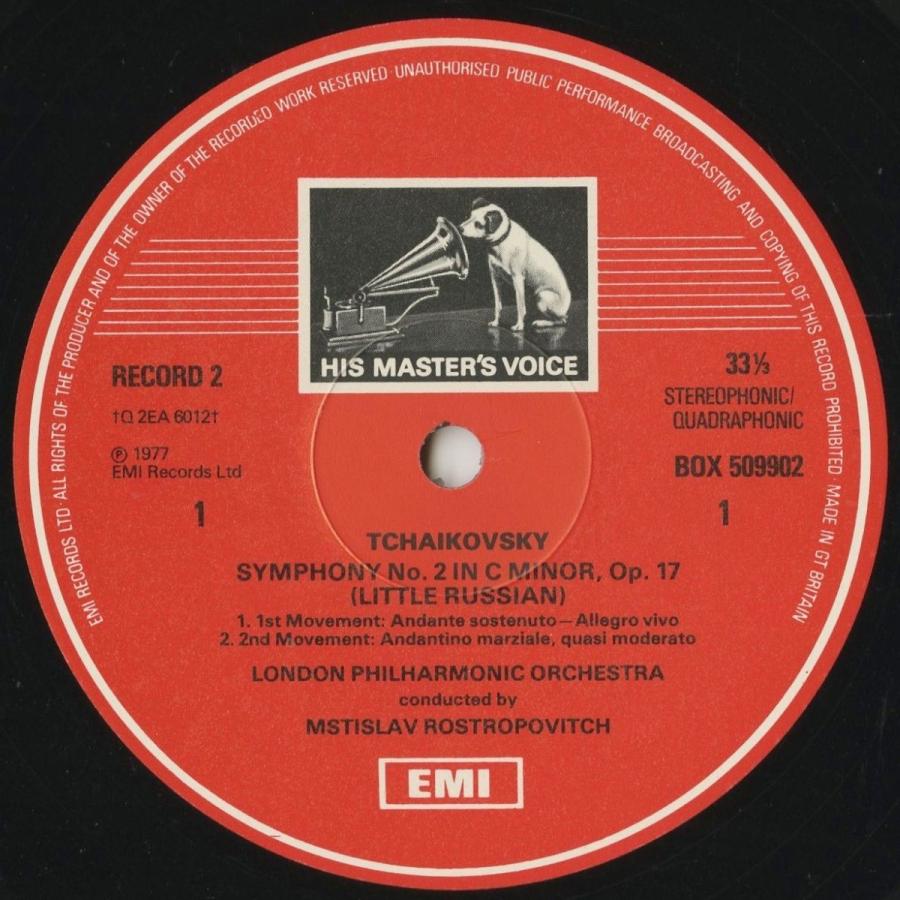 EMI RECORDS LTD · ALL RIGHTS OF THE PRODUCER AND OF THE OWNER OF THE RECORDED WORK RESERVED · UNAUTHORISED PUBLIC PERFORMANCE BROADCASTING AND COPYING OF THIS RECORD PROHIBITED · MADE IN GT BRITAIN
HIS MASTER'S VOICE
RECORD 2
†Q 2EA 6012†
℗ 1977
EMI Records Ltd
1
33⅓
STEREOPHONIC/
QUADRAPHONIC
BOX 509902
1
TCHAIKOVSKY
SYMPHONY No. 2 IN C MINOR, Op. 17
(LITTLE RUSSIAN)
1. 1st Movement: Andante sostenuto – Allegro vivo
2. 2nd Movement: Andantino marziale, quasi moderato
LONDON PHILHARMONIC ORCHESTRA
conducted by
MSTISLAV ROSTROPOVITCH
EMI